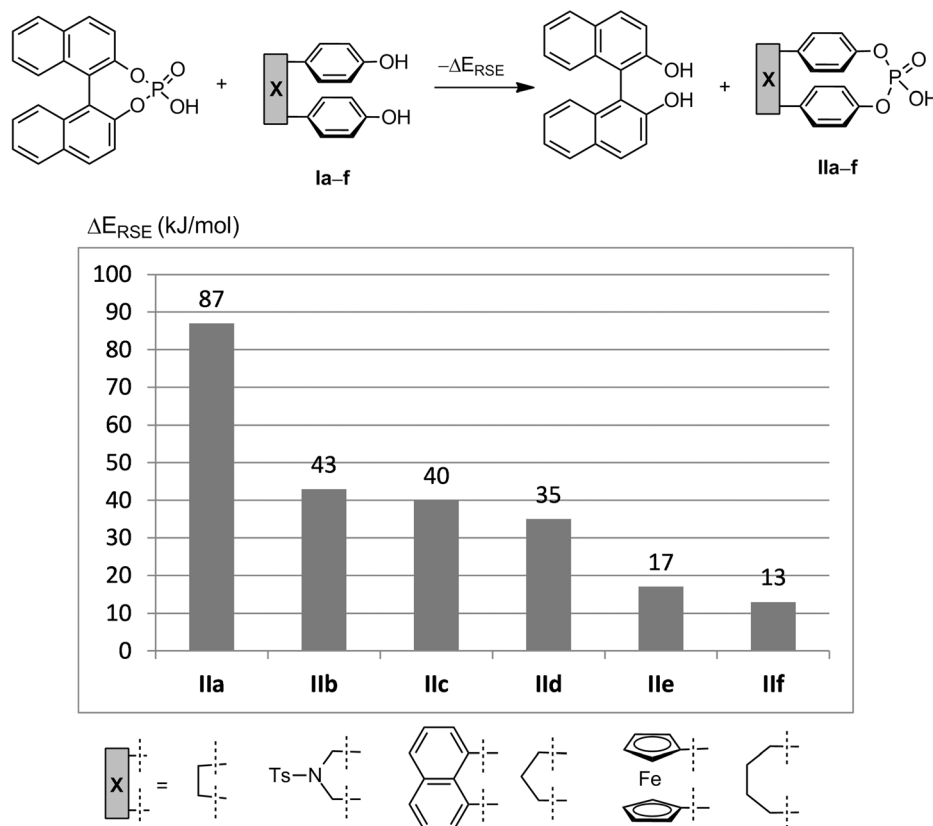 O
O
P
O
OH
+
X
OH
OH
−ΔE_RSE
OH
OH
+
X
O
O
P
O
OH
Ia–f
IIa–f
ΔE_RSE (kJ/mol)
100
90
80
70
60
50
40
30
20
10
0
87
43
40
35
17
13
IIa
IIb
IIc
IId
IIe
IIf
X
=
Ts
N
Fe